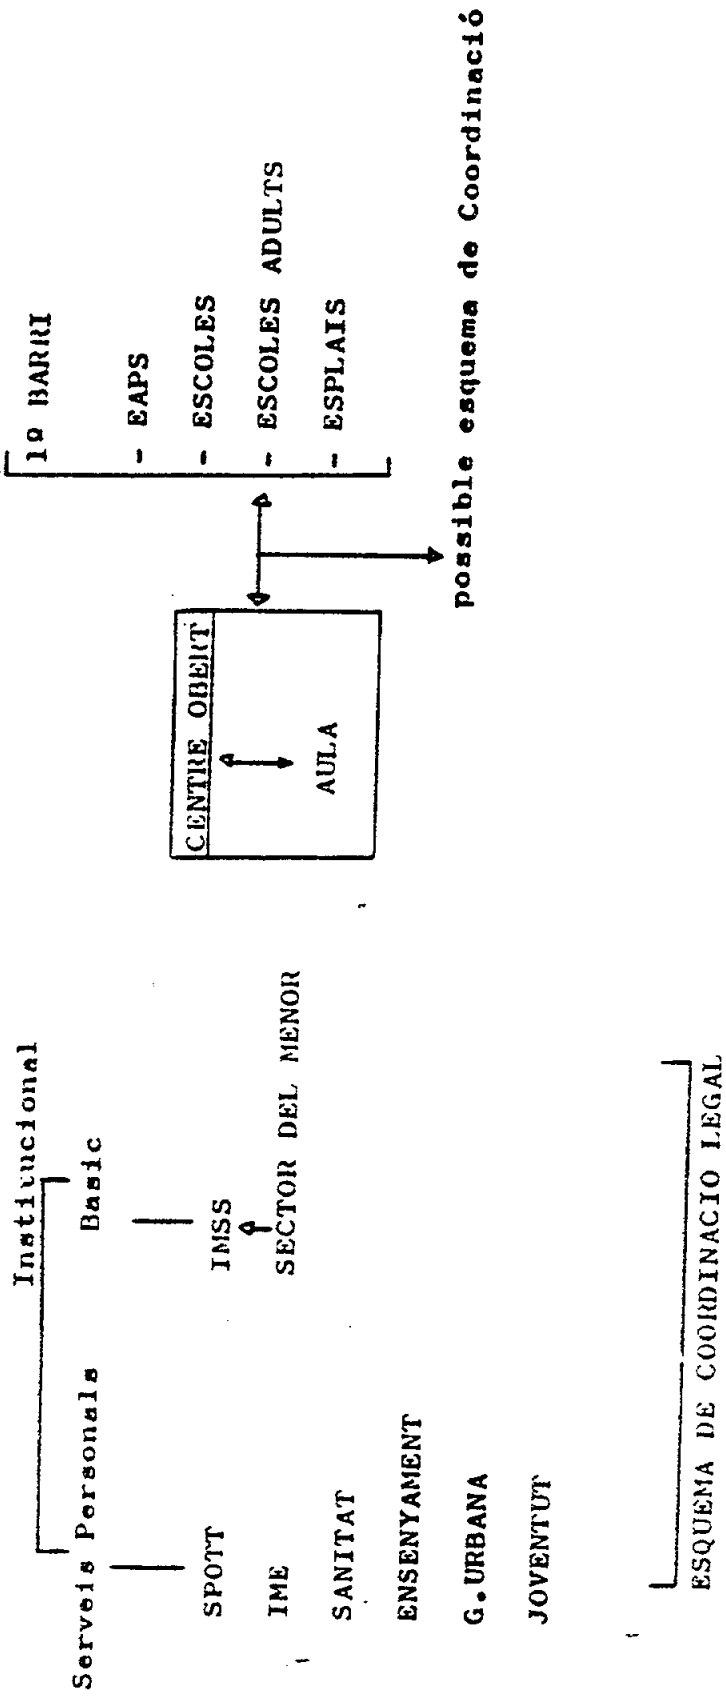 Institucional
Serveis Personals
SPOTT
IME
SANITAT
ENSENYAMENT
G.URBANA
JOVENTUT
Basic
IMSS
SECTOR DEL MENOR
ESQUEMA DE COORDINACIO LEGAL
CENTRE OBERT
AULA
1º BARRI
- EAPS
- ESCOLES
- ESCOLES ADULTS
- ESPLAIS
possible esquema de Coordinació